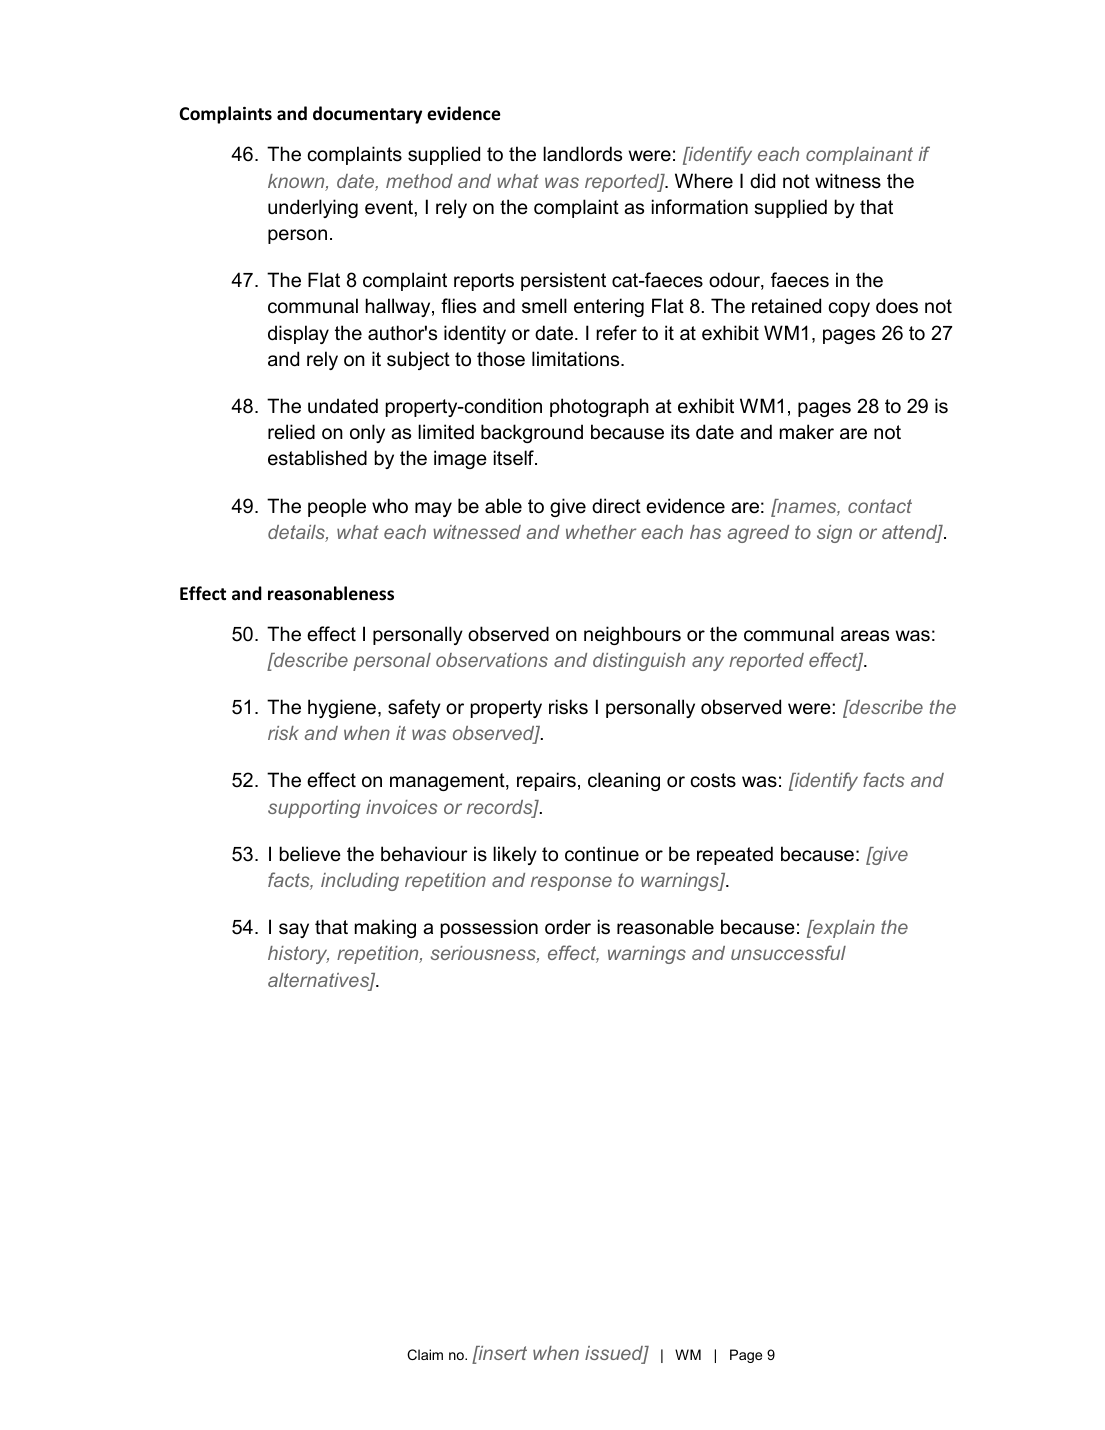 Complaints and documentary evidence
46. The complaints supplied to the landlords were: [identify each complainant if
known, date, method and what was reported]. Where I did not witness the
underlying event, I rely on the complaint as information supplied by that
person.
47. The Flat 8 complaint reports persistent cat-faeces odour, faeces in the
communal hallway, flies and smell entering Flat 8. The retained copy does not
display the author's identity or date. I refer to it at exhibit WM1, pages 26 to 27
and rely on it subject to those limitations.
48. The undated property-condition photograph at exhibit WM1, pages 28 to 29 is
relied on only as limited background because its date and maker are not
established by the image itself.
49. The people who may be able to give direct evidence are: [names, contact
details, what each witnessed and whether each has agreed to sign or attend].
Effect and reasonableness
50. The effect I personally observed on neighbours or the communal areas was:
[describe personal observations and distinguish any reported effect].
51. The hygiene, safety or property risks I personally observed were: [describe the
risk and when it was observed].
52. The effect on management, repairs, cleaning or costs was: [identify facts and
supporting invoices or records].
53. I believe the behaviour is likely to continue or be repeated because: [give
facts, including repetition and response to warnings].
54. I say that making a possession order is reasonable because: [explain the
history, repetition, seriousness, effect, warnings and unsuccessful
alternatives].
Claim no. [insert when issued] | WM | Page 9